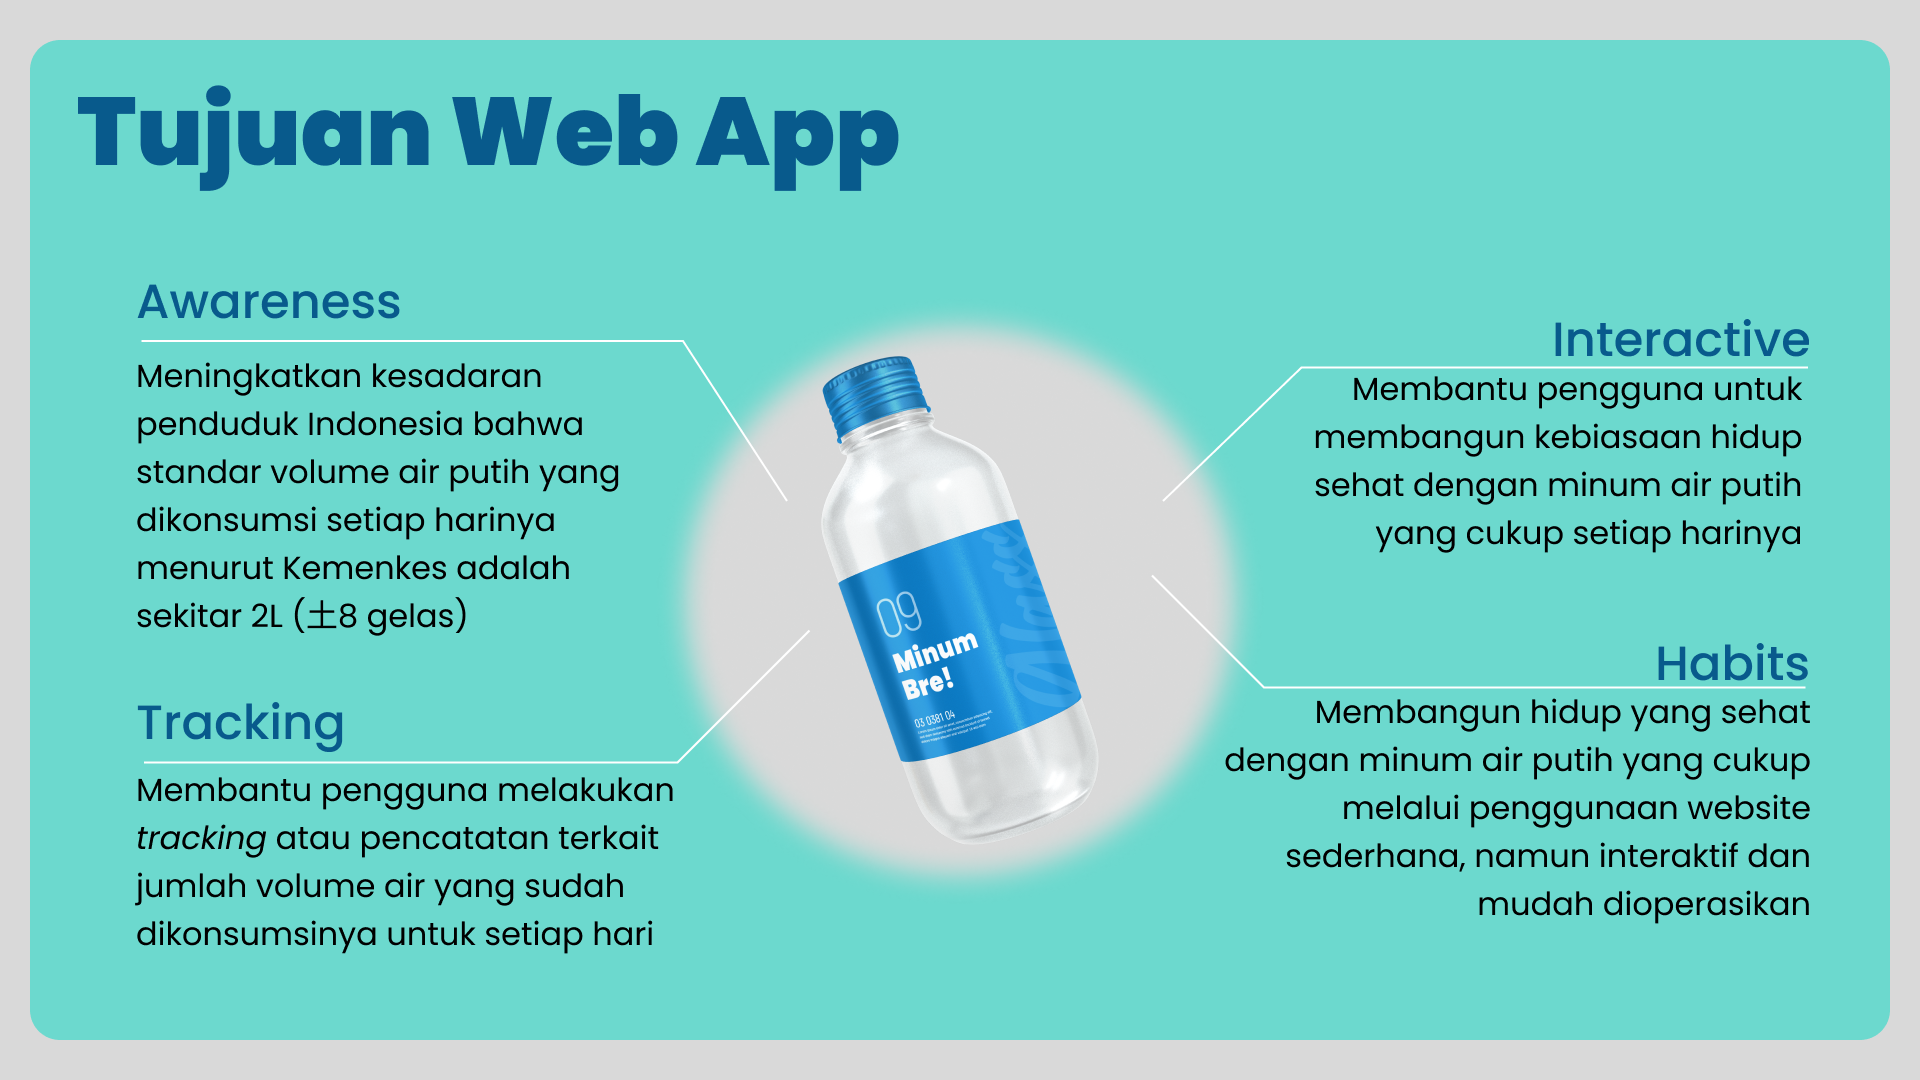 Tujuan Web App
Awareness
Meningkatkan kesadaran
penduduk Indonesia bahwa
standar volume air putih yang
dikonsumsi setiap harinya
menurut Kemenkes adalah
sekitar 2L (土8 gelas)
Tracking
Membantu pengguna melakukan
tracking atau pencatatan terkait
jumlah volume air yang sudah
dikonsumsinya untuk setiap hari
09
Minum
Bre!
03 0381 04
Interactive
Membantu pengguna untuk
membangun kebiasaan hidup
sehat dengan minum air putih
yang cukup setiap harinya
Habits
Membangun hidup yang sehat
dengan minum air putih yang cukup
melalui penggunaan website
sederhana, namun interaktif dan
mudah dioperasikan